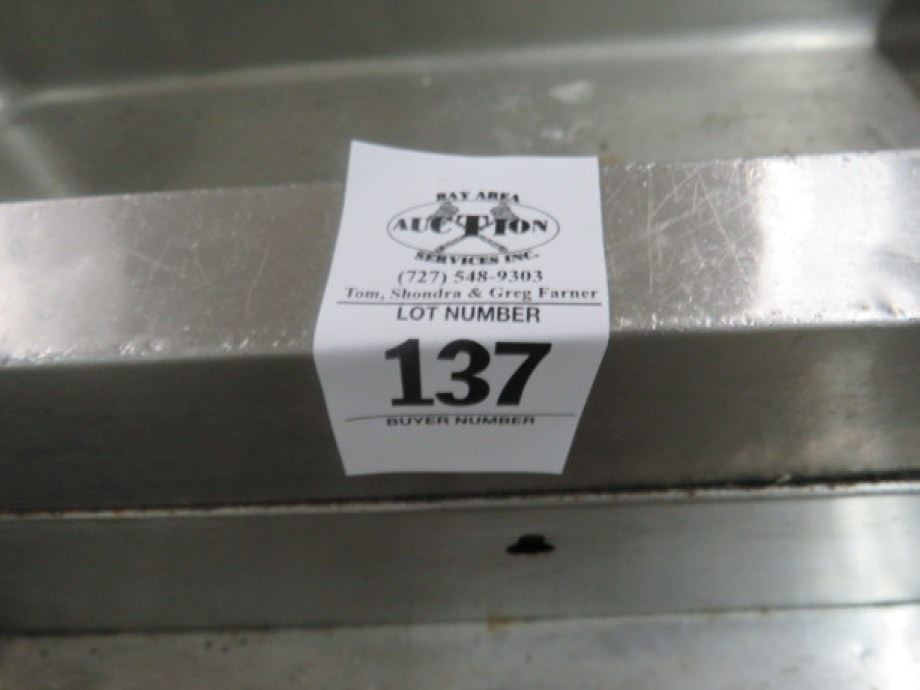 BAY AREA
AUCTION
SERVICES INC.
(727) 548-9303
Tom, Shondra & Greg Farner
LOT NUMBER
137
BUYER NUMBER